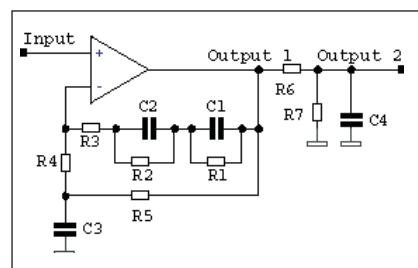 Input
+
-
Output 1
Output 2
R6
C2
C1
R7
C4
R3
R4
R2
R1
R5
C3